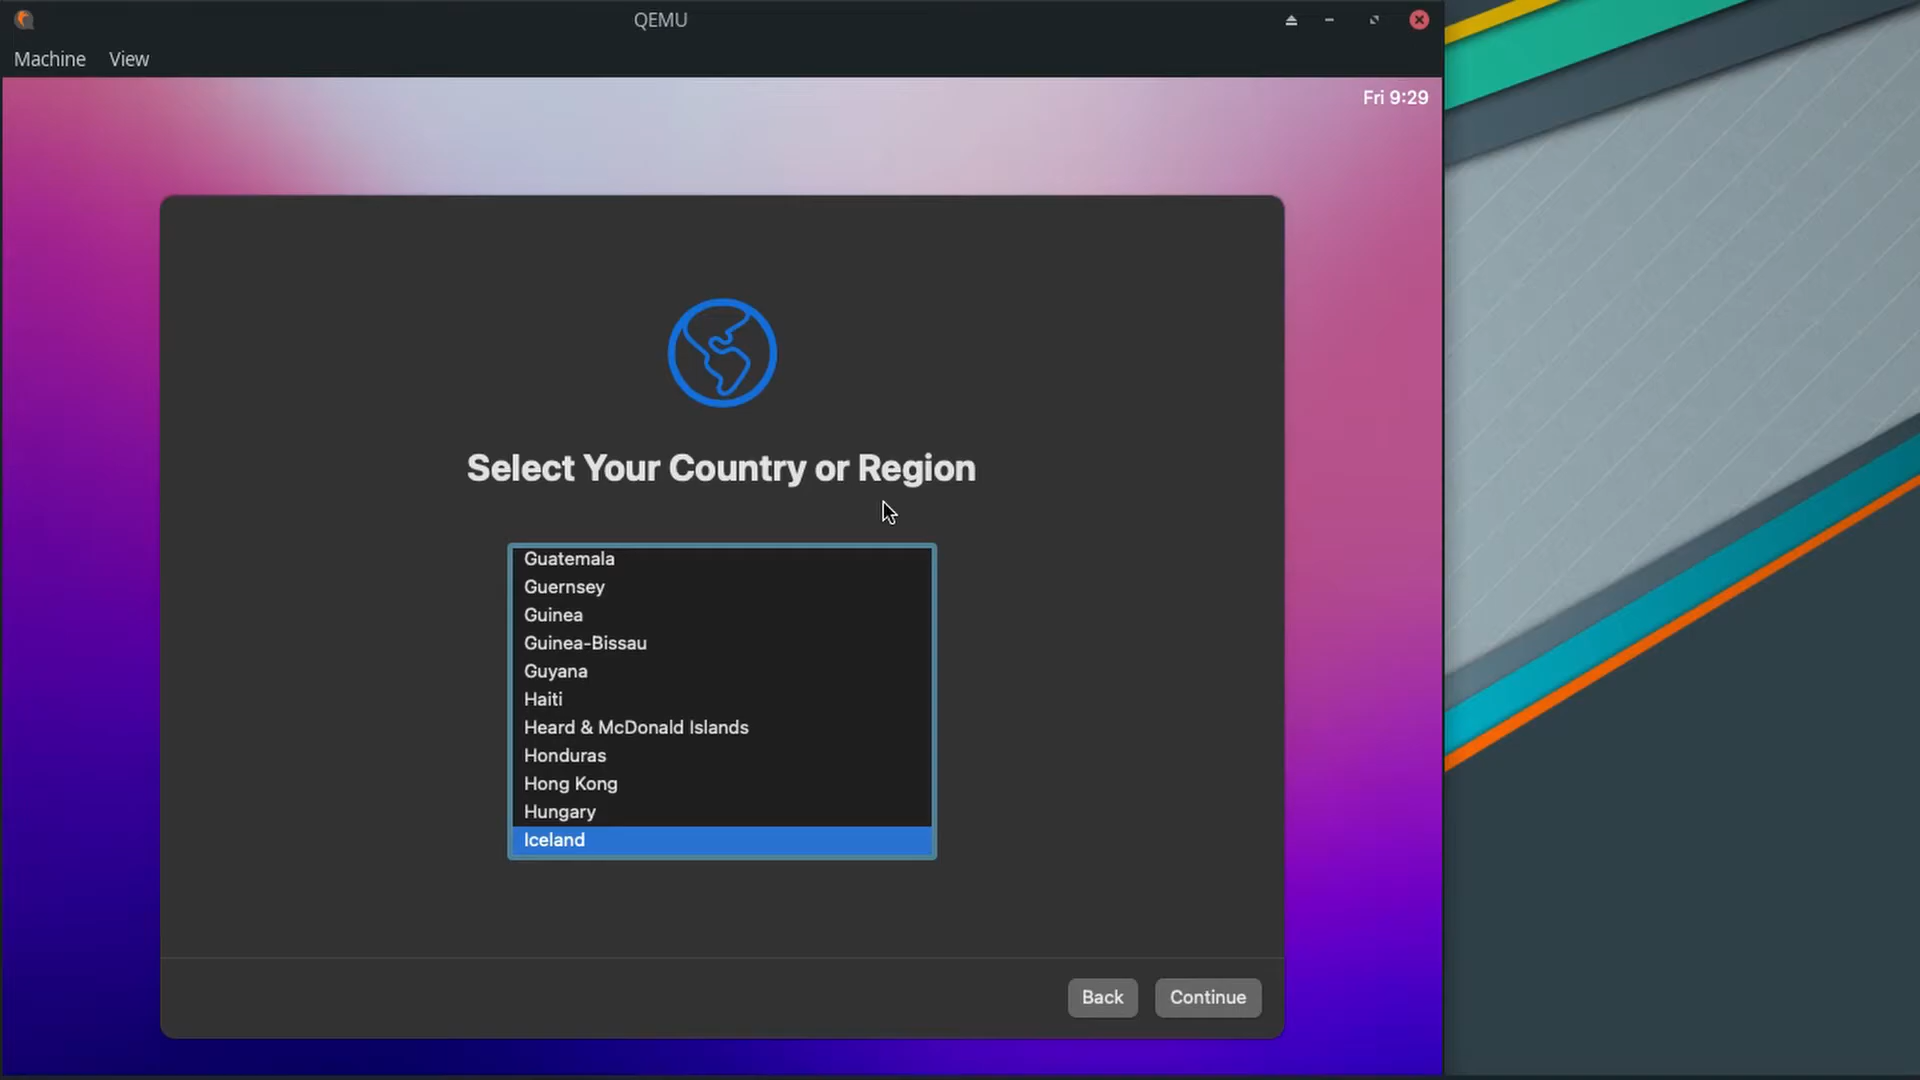 QEMU
Machine View
Fri 9:29
Select Your Country or Region
Guatemala
Guernsey
Guinea
Guinea-Bissau
Guyana
Haiti
Heard & McDonald Islands
Honduras
Hong Kong
Hungary
Iceland
Back Continue